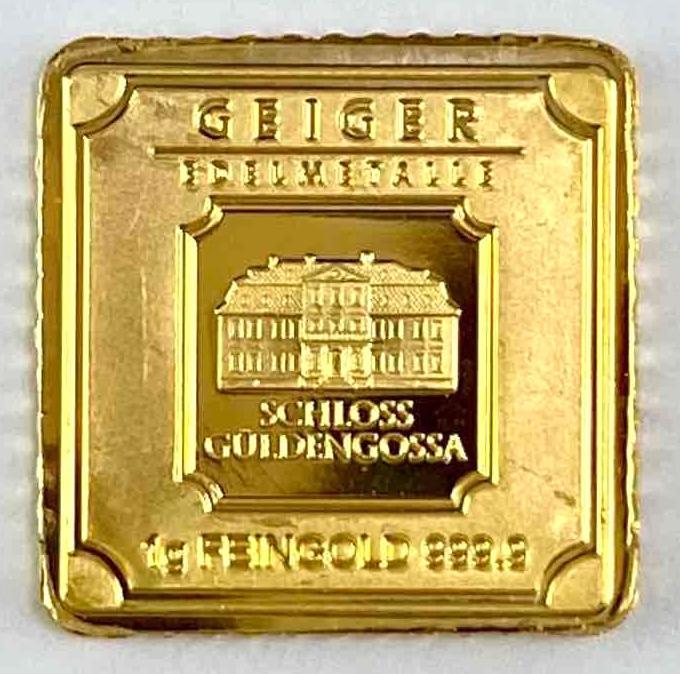 GEIGER
EDELMETALLE
SCHLOSS
GÜLDENGOSSA
1g FEINGOLD 999.9